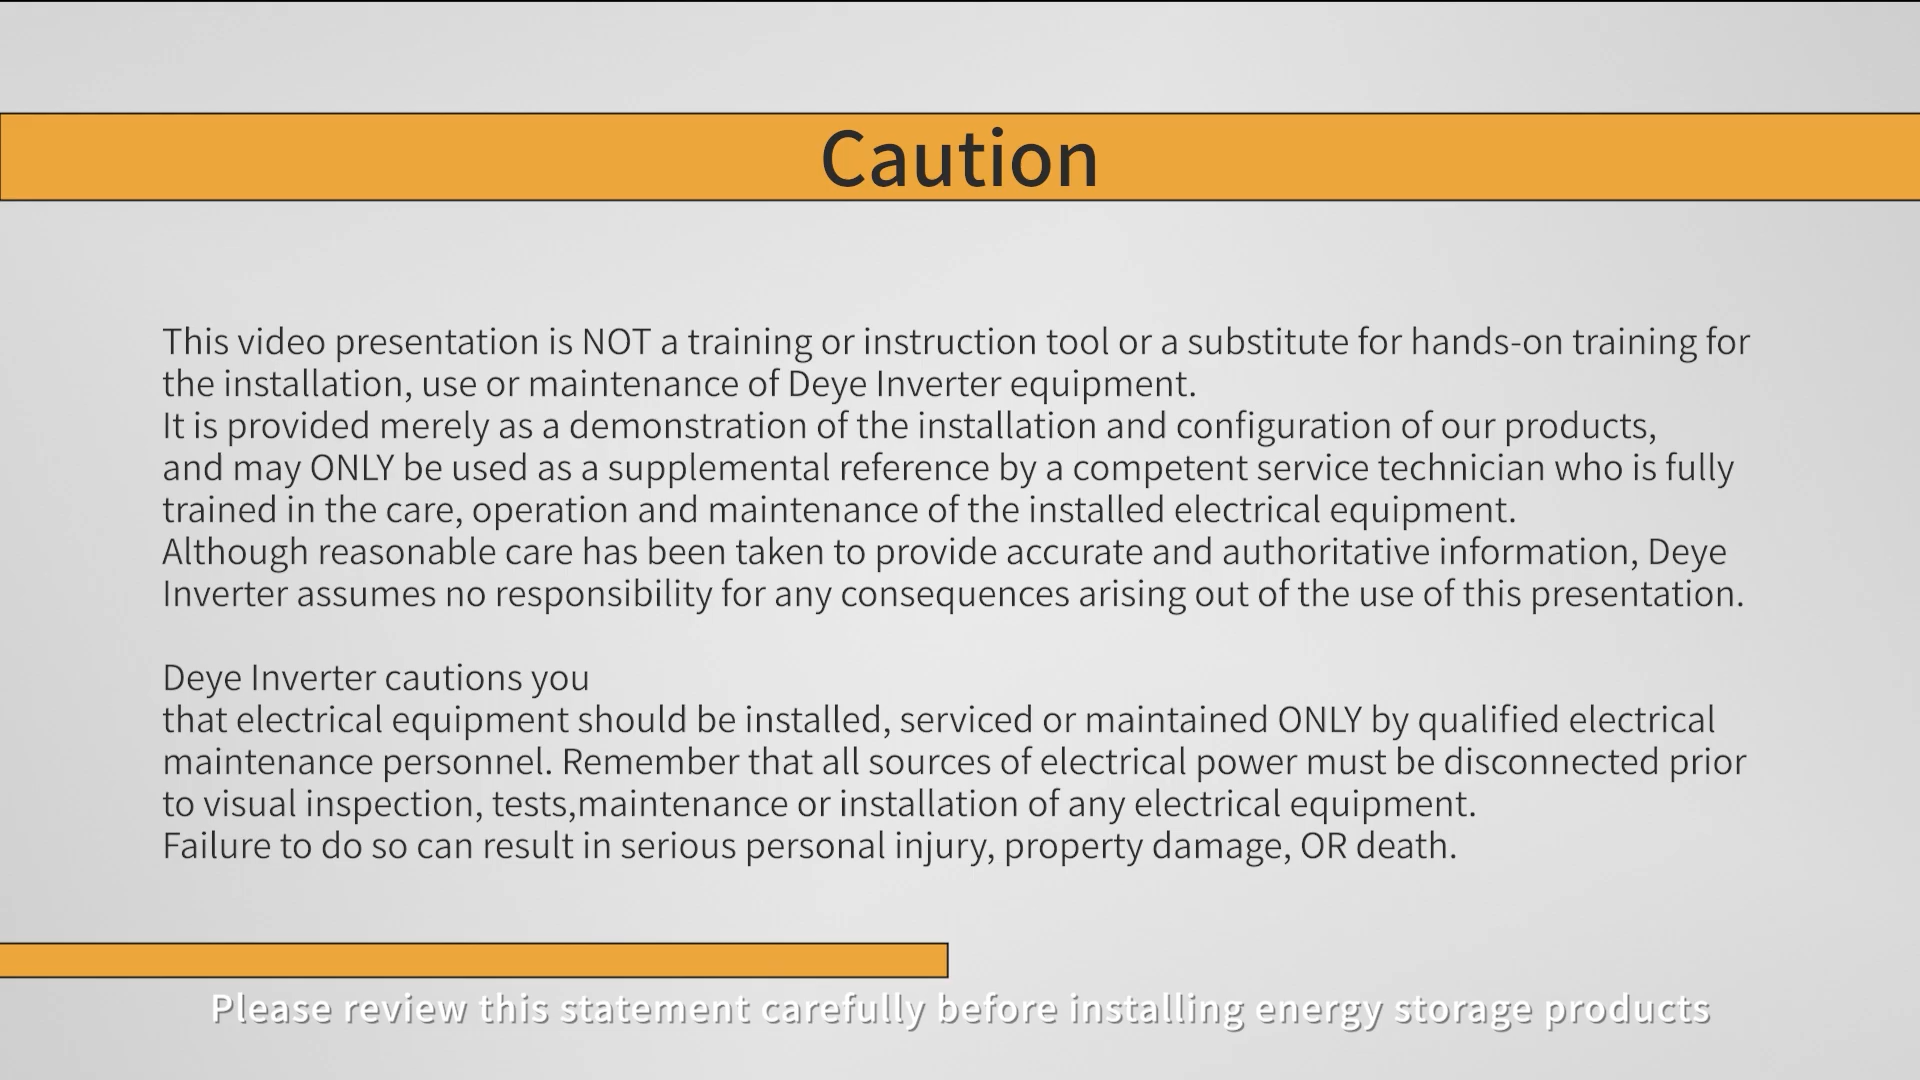 Caution
This video presentation is NOT a training or instruction tool or a substitute for hands-on training for
the installation, use or maintenance of Deye Inverter equipment.
It is provided merely as a demonstration of the installation and configuration of our products,
and may ONLY be used as a supplemental reference by a competent service technician who is fully
trained in the care, operation and maintenance of the installed electrical equipment.
Although reasonable care has been taken to provide accurate and authoritative information, Deye
Inverter assumes no responsibility for any consequences arising out of the use of this presentation.
Deye Inverter cautions you
that electrical equipment should be installed, serviced or maintained ONLY by qualified electrical
maintenance personnel. Remember that all sources of electrical power must be disconnected prior
to visual inspection, tests,maintenance or installation of any electrical equipment.
Failure to do so can result in serious personal injury, property damage, OR death.
Please review this statement carefully before installing energy storage products